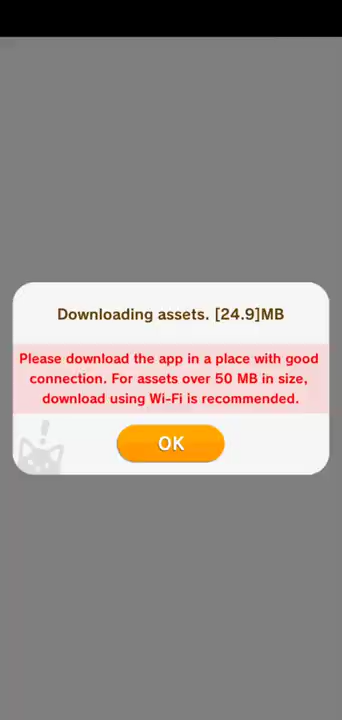 Downloading assets. [24.9]MB
Please download the app in a place with good
connection. For assets over 50 MB in size,
download using Wi-Fi is recommended.
OK